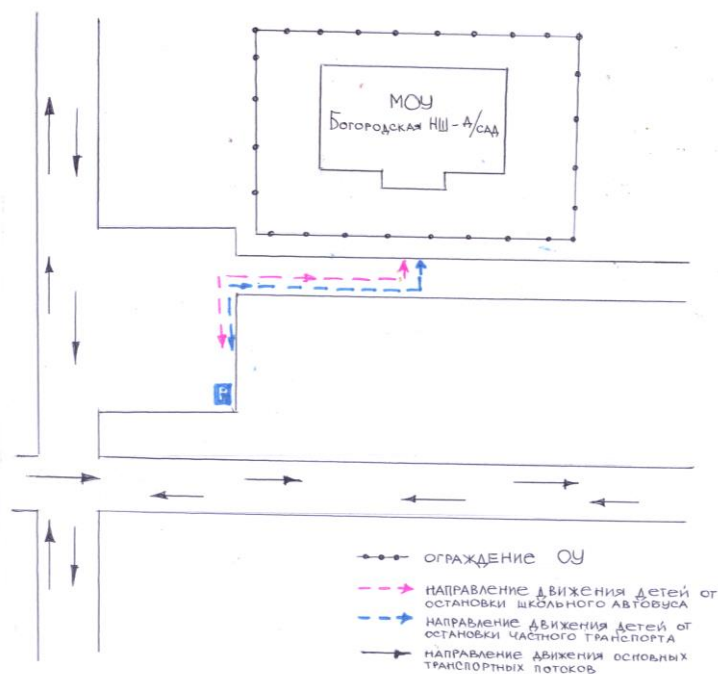 МОУ
Богородская НШ-Д/САД
P
ОГРАЖДЕНИЕ ОУ
НАПРАВЛЕНИЕ ДВИЖЕНИЯ ДЕТЕЙ ОТ
ОСТАНОВКИ ШКОЛЬНОГО АВТОБУСА
НАПРАВЛЕНИЕ ДВИЖЕНИЯ ДЕТЕЙ ОТ
ОСТАНОВКИ ЧАСТНОГО ТРАНСПОРТА
НАПРАВЛЕНИЕ ДВИЖЕНИЯ ОСНОВНЫХ
ТРАНСПОРТНЫХ ПОТОКОВ